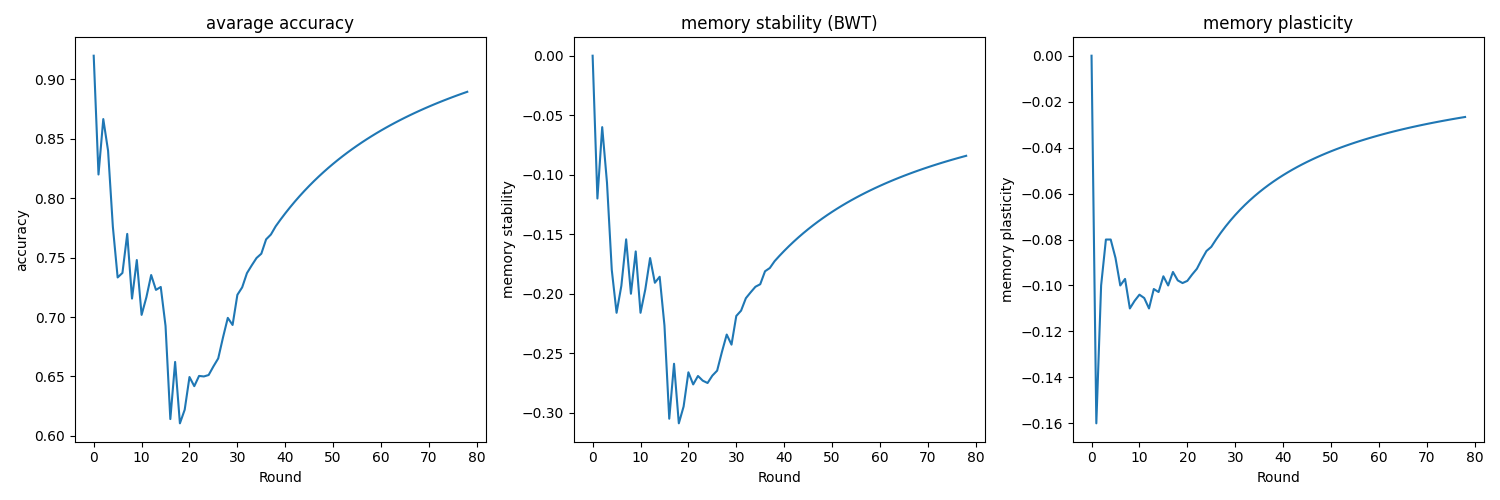 avarage accuracy
accuracy
0.90
0.85
0.80
0.75
0.70
0.65
0.60
0 10 20 30 40 50 60 70 80
Round
memory stability (BWT)
memory stability
0.00
−0.05
−0.10
−0.15
−0.20
−0.25
−0.30
0 10 20 30 40 50 60 70 80
Round
memory plasticity
memory plasticity
0.00
−0.02
−0.04
−0.06
−0.08
−0.10
−0.12
−0.14
−0.16
0 10 20 30 40 50 60 70 80
Round